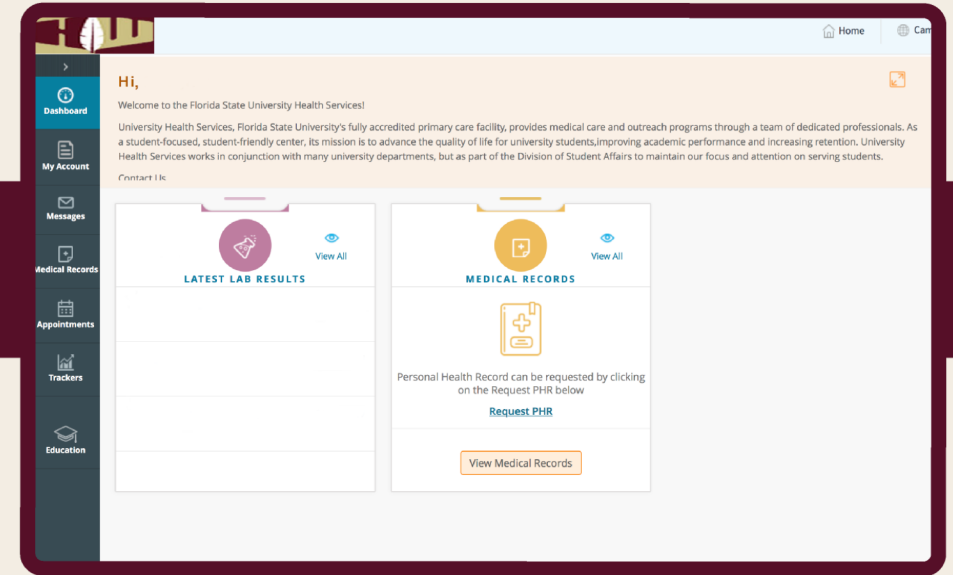 Home
Cam
Hi,
Welcome to the Florida State University Health Services!
University Health Services, Florida State University's fully accredited primary care facility, provides medical care and outreach programs through a team of dedicated professionals. As
a student-focused, student-friendly center, its mission is to advance the quality of life for university students,improving academic performance and increasing retention. University
Health Services works in conjunction with many university departments, but as part of the Division of Student Affairs to maintain our focus and attention on serving students.
Contact Us
Dashboard
My Account
Messages
Medical Records
Appointments
Trackers
Education
View All
LATEST LAB RESULTS
View All
MEDICAL RECORDS
Personal Health Record can be requested by clicking
on the Request PHR below
Request PHR
View Medical Records